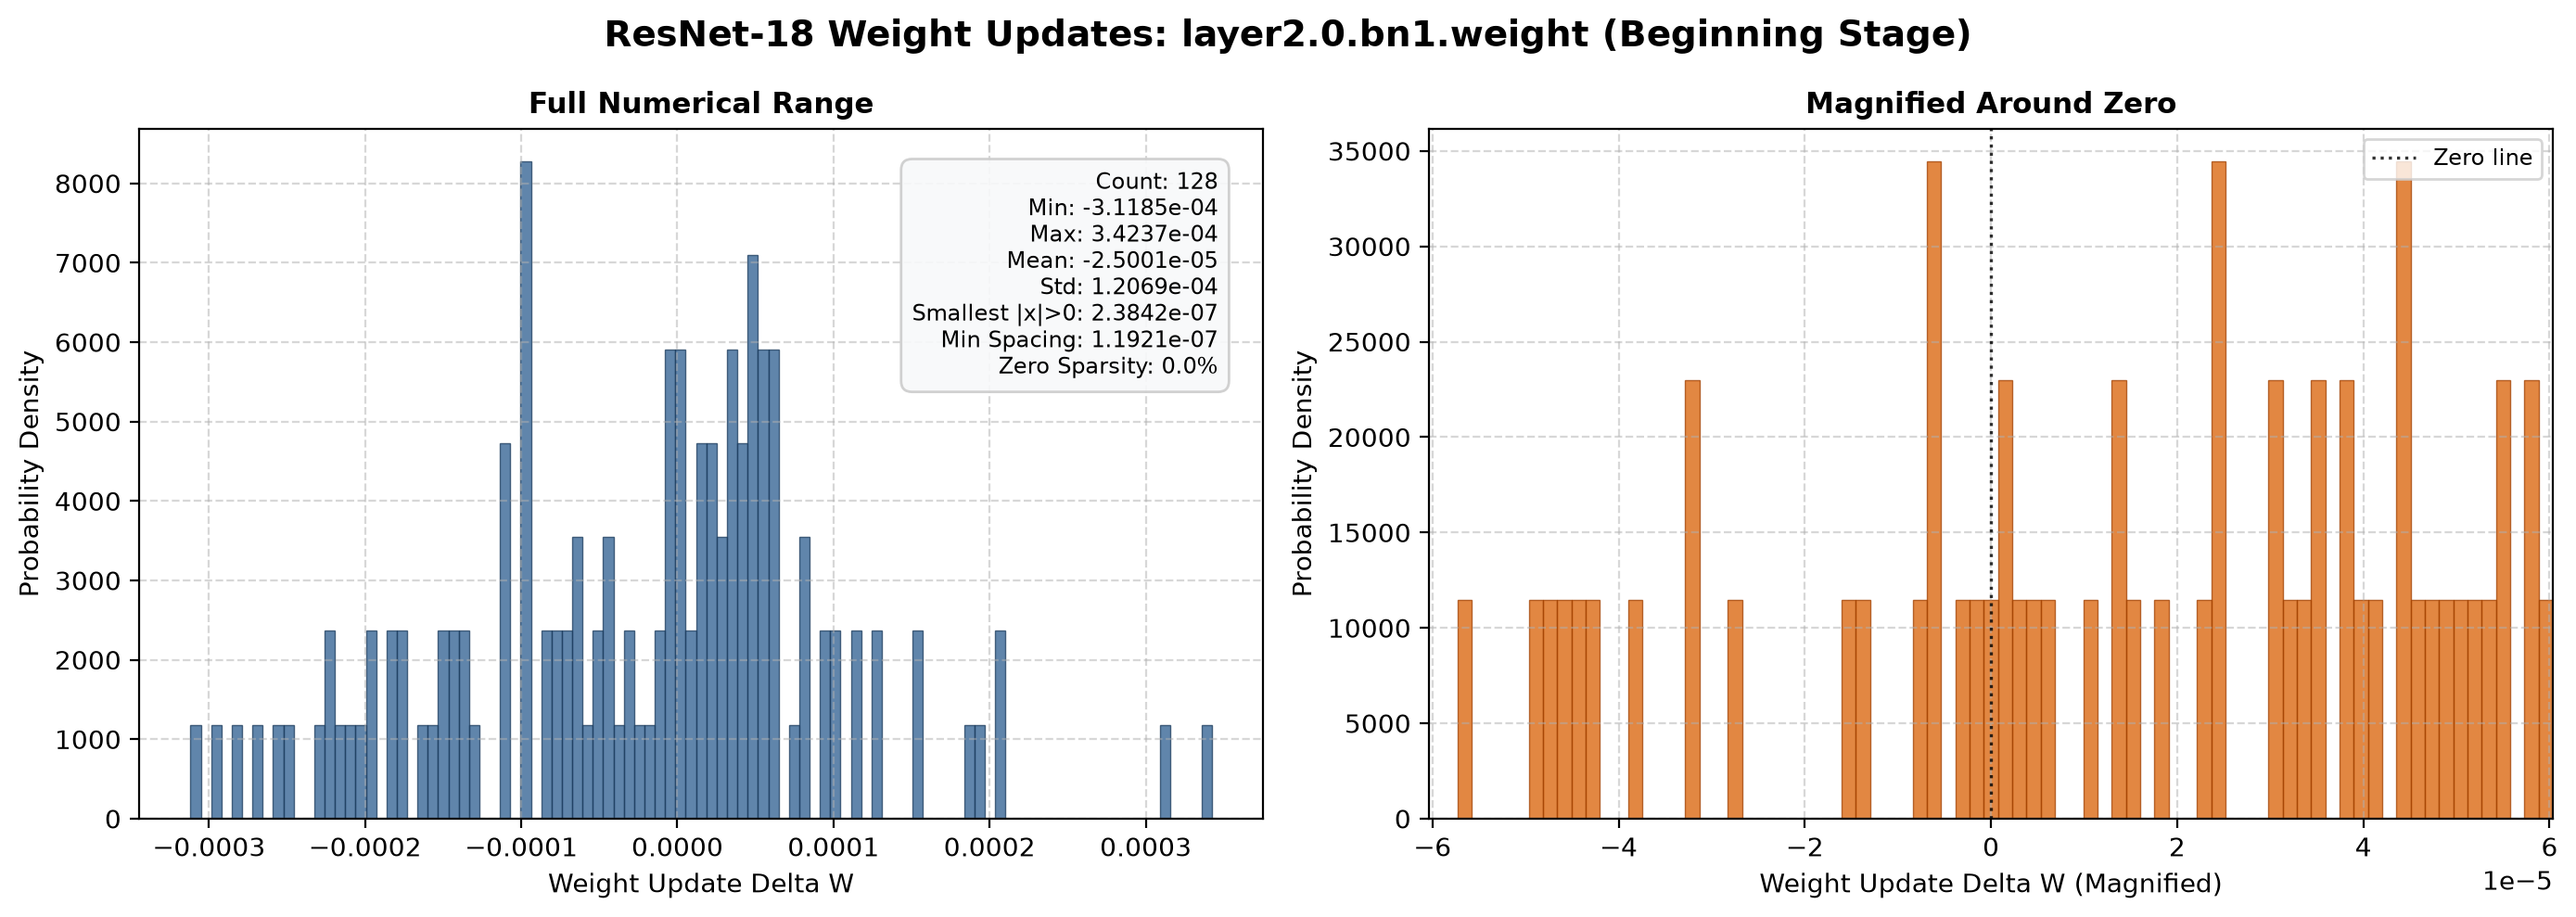 ResNet-18 Weight Updates: layer2.0.bn1.weight (Beginning Stage)
Full Numerical Range
Probability Density
8000
7000
6000
5000
4000
3000
2000
1000
0
Count: 128
Min: -3.1185e-04
Max: 3.4237e-04
Mean: -2.5001e-05
Std: 1.2069e-04
Smallest |x|>0: 2.3842e-07
Min Spacing: 1.1921e-07
Zero Sparsity: 0.0%
−0.0003 −0.0002 −0.0001 0.0000 0.0001 0.0002 0.0003
Weight Update Delta W
Magnified Around Zero
Probability Density
35000
30000
25000
20000
15000
10000
5000
0
Zero line
−6 −4 −2 0 2 4 6
1e−5
Weight Update Delta W (Magnified)